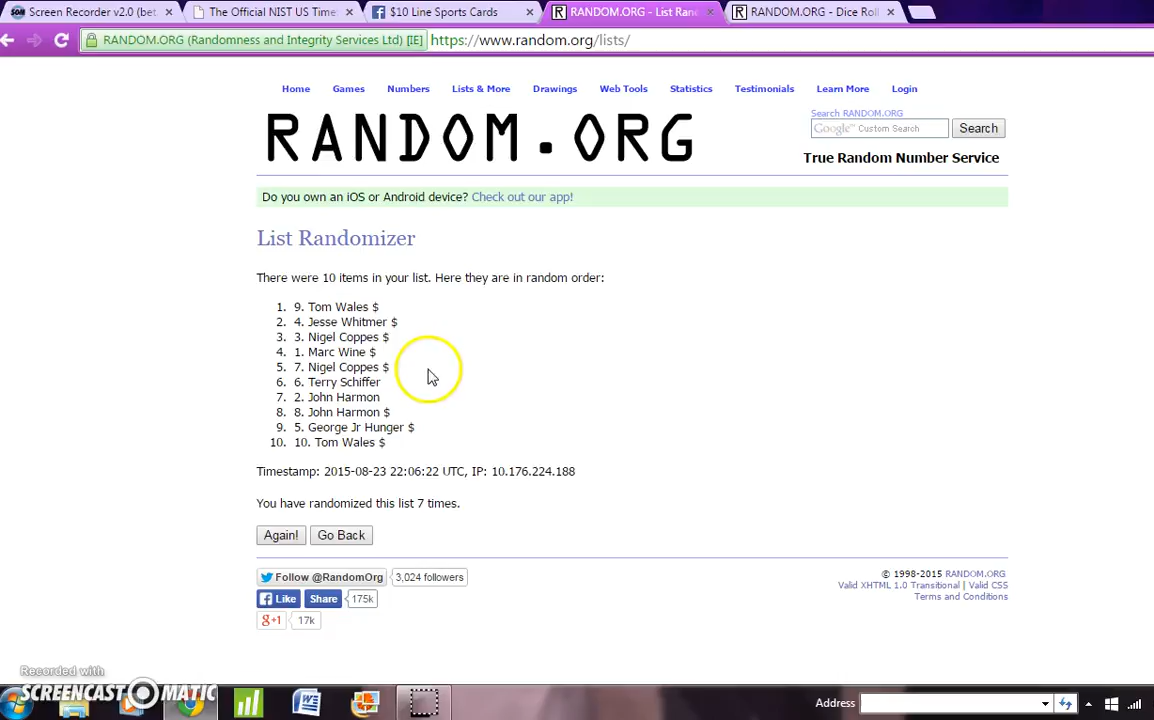 Screen Recorder v2.0 (bet × The Official NIST US Time × $10 Line Sports Cards × RANDOM.ORG - List Ran × RANDOM.ORG - Dice Roll ×
RANDOM.ORG (Randomness and Integrity Services Ltd) [IE] https://www.random.org/lists/
Home Games Numbers Lists & More Drawings Web Tools Statistics Testimonials Learn More Login
RANDOM.ORG
Search RANDOM.ORG
Google™ Custom Search Search
True Random Number Service
Do you own an iOS or Android device? Check out our app!
List Randomizer
There were 10 items in your list. Here they are in random order:
1. 9. Tom Wales $
2. 4. Jesse Whitmer $
3. 3. Nigel Coppes $
4. 1. Marc Wine $
5. 7. Nigel Coppes $
6. 6. Terry Schiffer
7. 2. John Harmon
8. 8. John Harmon $
9. 5. George Jr Hunger $
10. 10. Tom Wales $
Timestamp: 2015-08-23 22:06:22 UTC, IP: 10.176.224.188
You have randomized this list 7 times.
Again! Go Back
Follow @RandomOrg 3,024 followers
Like Share 175k
g+1 17k
© 1998-2015 RANDOM.ORG
Valid XHTML 1.0 Transitional | Valid CSS
Terms and Conditions
Recorded with
SCREENCAST-O-MATIC
Address